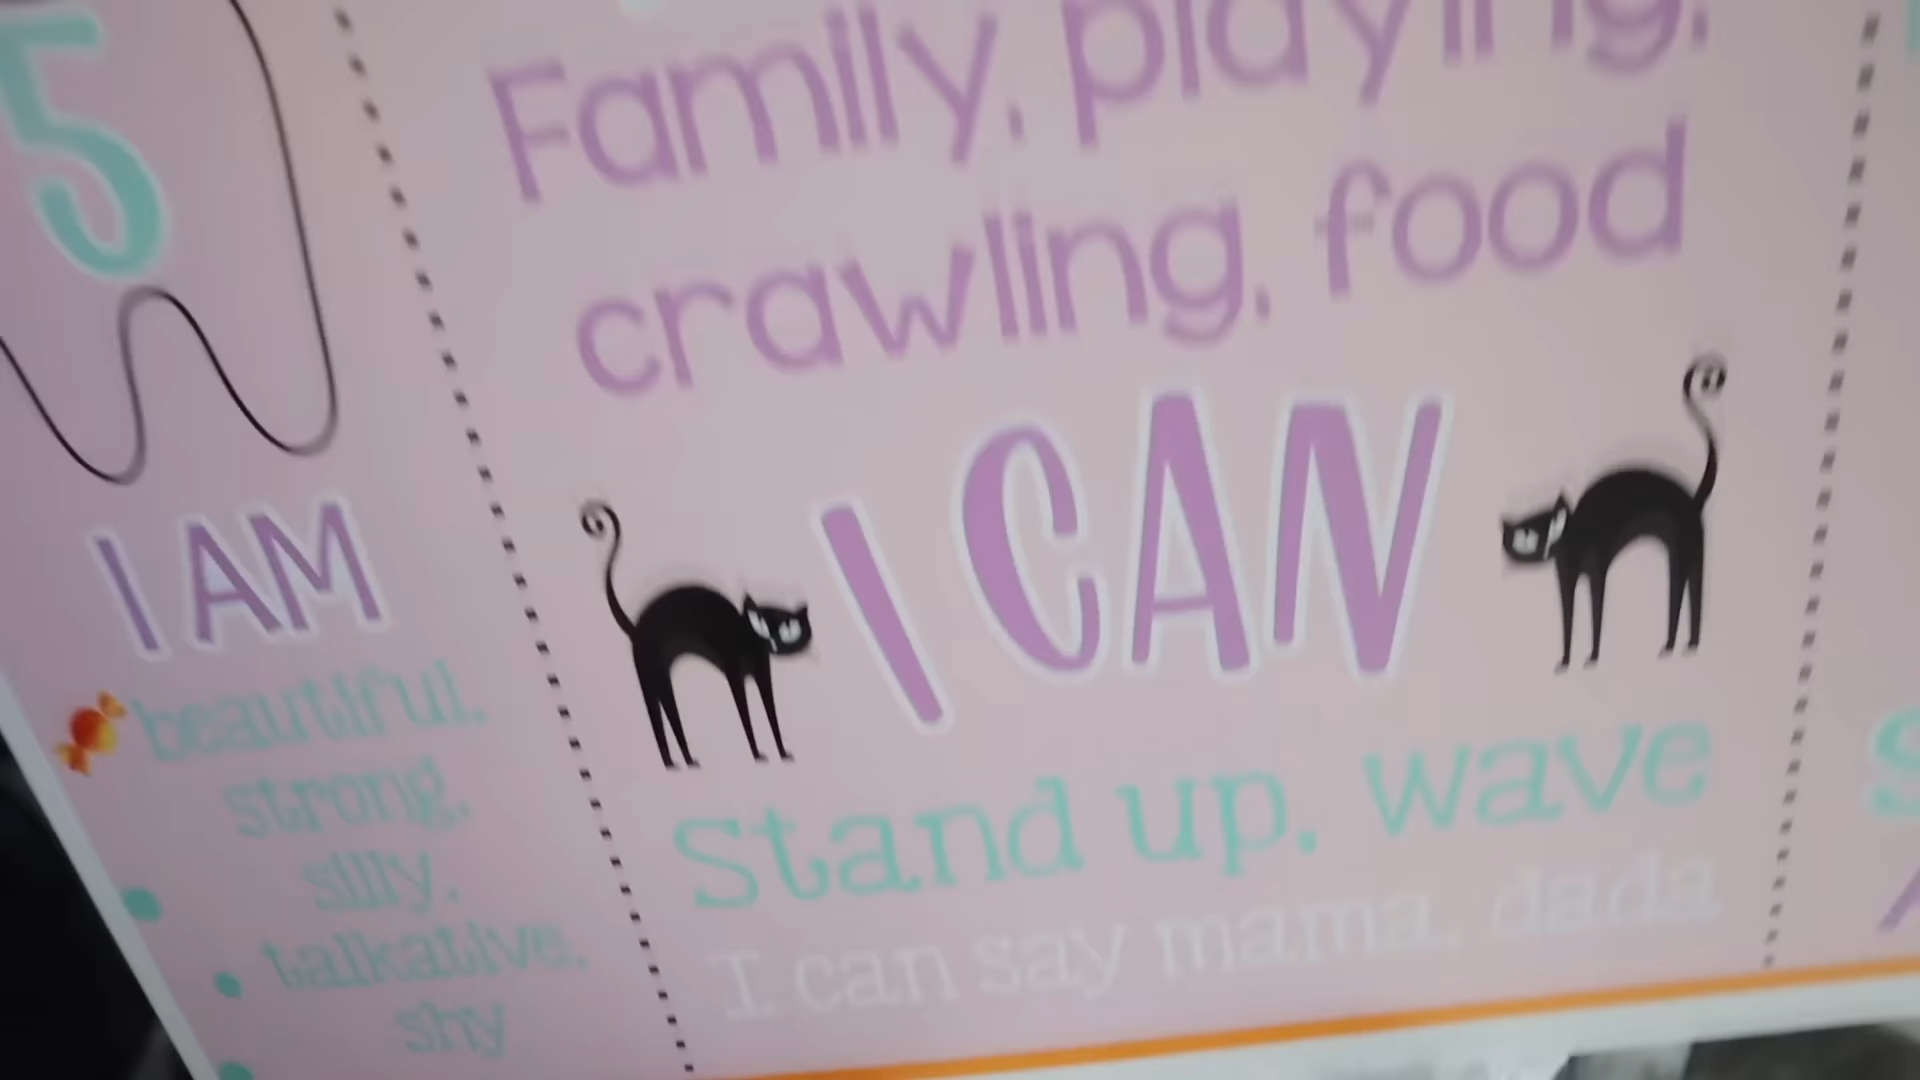 5
I AM
beautiful,
strong,
silly,
talkative,
shy
Family, playing,
crawling, food
I CAN
Stand up, wave
I can say mama, dada